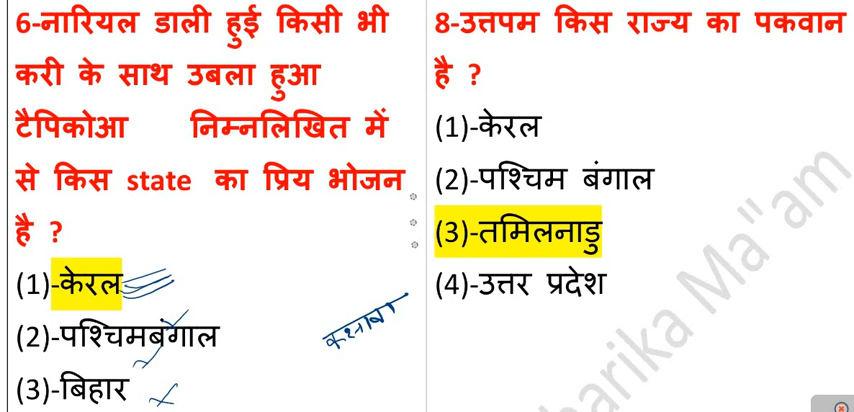 6-नारियल डाली हुई किसी भी
करी के साथ उबला हुआ
टैपिकोआ निम्नलिखित में
से किस state का प्रिय भोजन
है ?
(1)-केरल
(2)-पश्चिमबंगाल
(3)-बिहार
8-उत्तपम किस राज्य का पकवान
है ?
(1)-केरल
(2)-पश्चिम बंगाल
(3)-तमिलनाडु
(4)-उत्तर प्रदेश
arika Ma"am